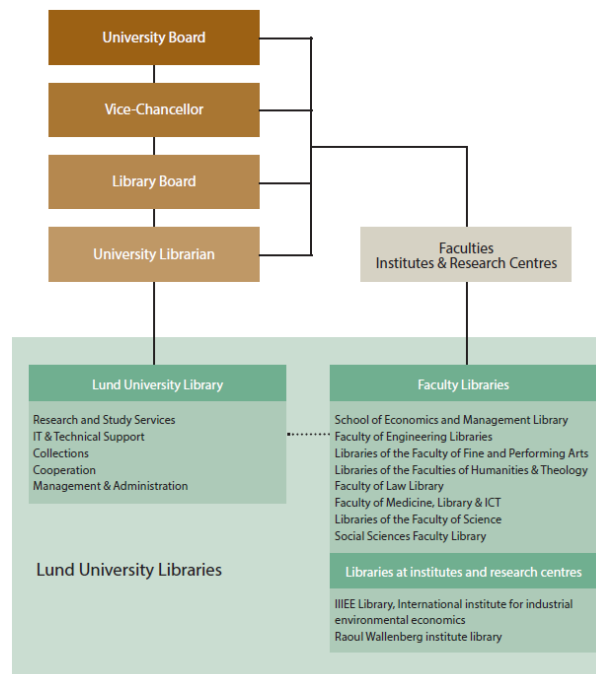 University Board
Vice-Chancellor
Library Board
University Librarian
Faculties
Institutes & Research Centres
Lund University Library
Research and Study Services
IT & Technical Support
Collections
Cooperation
Management & Administration
Faculty Libraries
School of Economics and Management Library
Faculty of Engineering Libraries
Libraries of the Faculty of Fine and Performing Arts
Libraries of the Faculties of Humanities & Theology
Faculty of Law Library
Faculty of Medicine, Library & ICT
Libraries of the Faculty of Science
Social Sciences Faculty Library
Lund University Libraries
Libraries at institutes and research centres
IIIEE Library, International institute for industrial
environmental economics
Raoul Wallenberg institute library